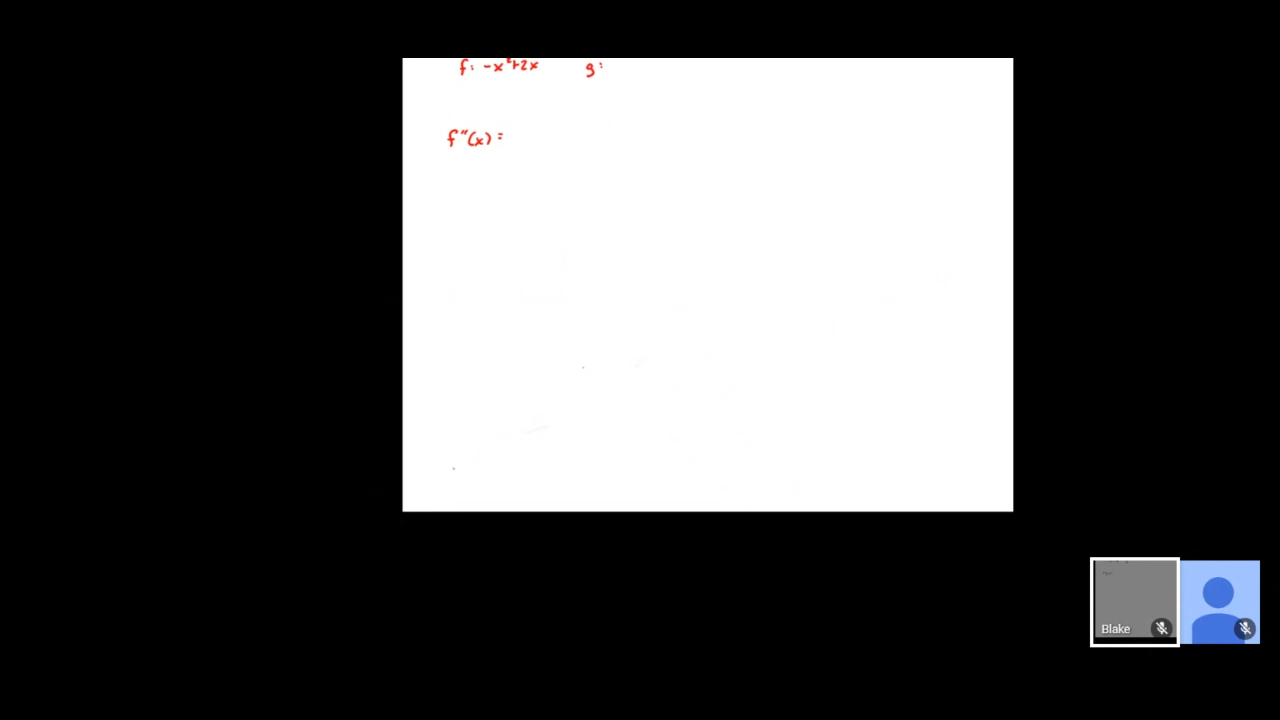 f: -x²+2x g:
f"(x) =
Blake